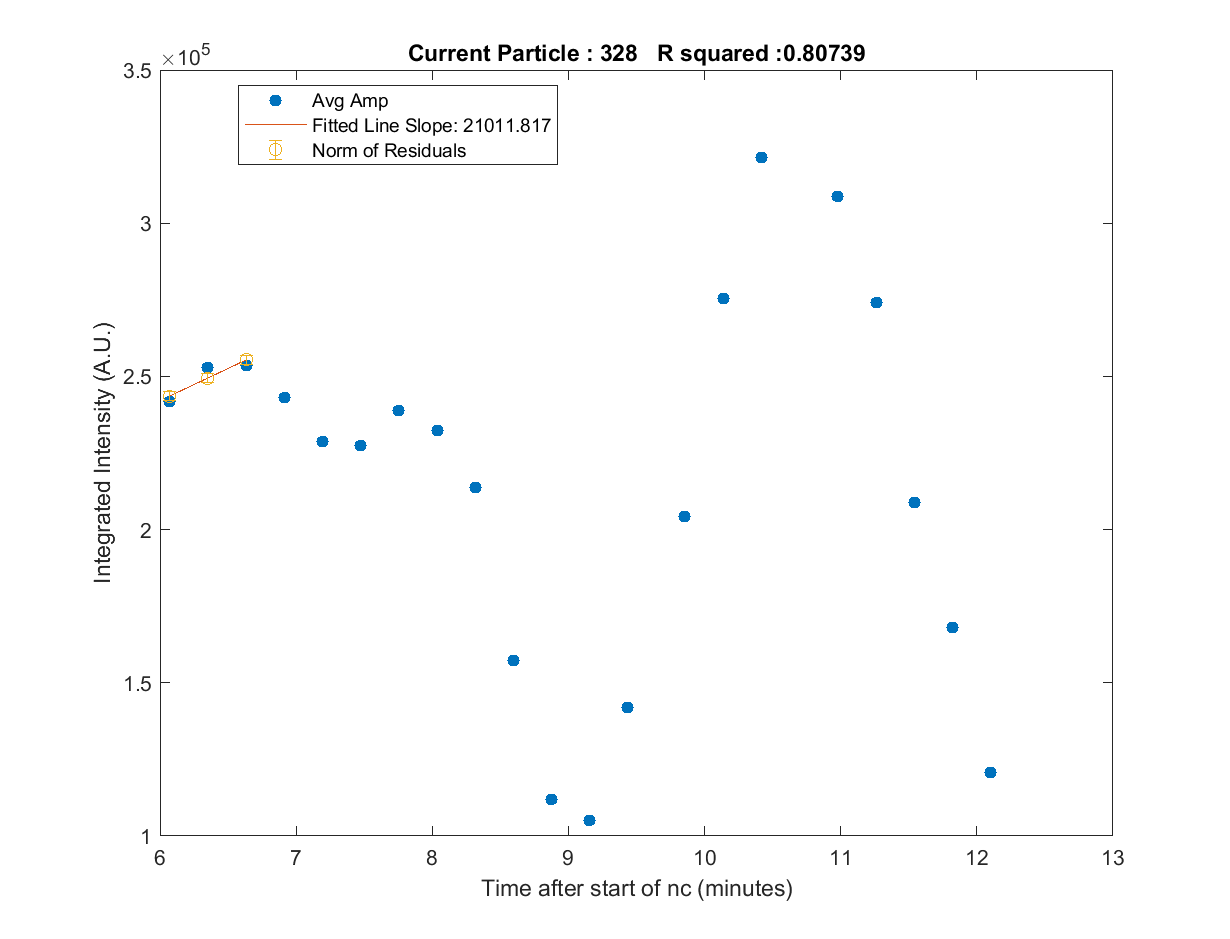 Current Particle : 328 R squared :0.80739
×10^5
3.5
3
2.5
2
1.5
1
Integrated Intensity (A.U.)
Avg Amp
Fitted Line Slope: 21011.817
Norm of Residuals
6 7 8 9 10 11 12 13
Time after start of nc (minutes)